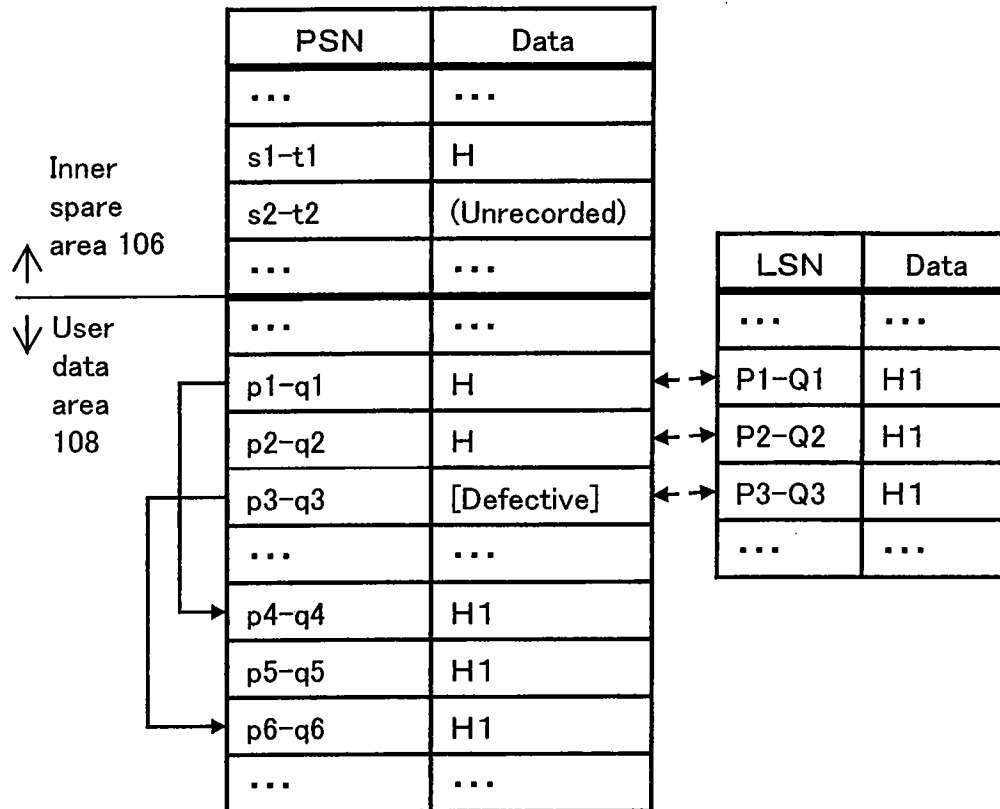 PSN Data
... ...
s1-t1 H
s2-t2 (Unrecorded)
... ...
Inner
spare
area 106
User
data
area
108
... ...
p1-q1 H
p2-q2 H
p3-q3 [Defective]
... ...
p4-q4 H1
p5-q5 H1
p6-q6 H1
... ...
LSN Data
... ...
P1-Q1 H1
P2-Q2 H1
P3-Q3 H1
... ...